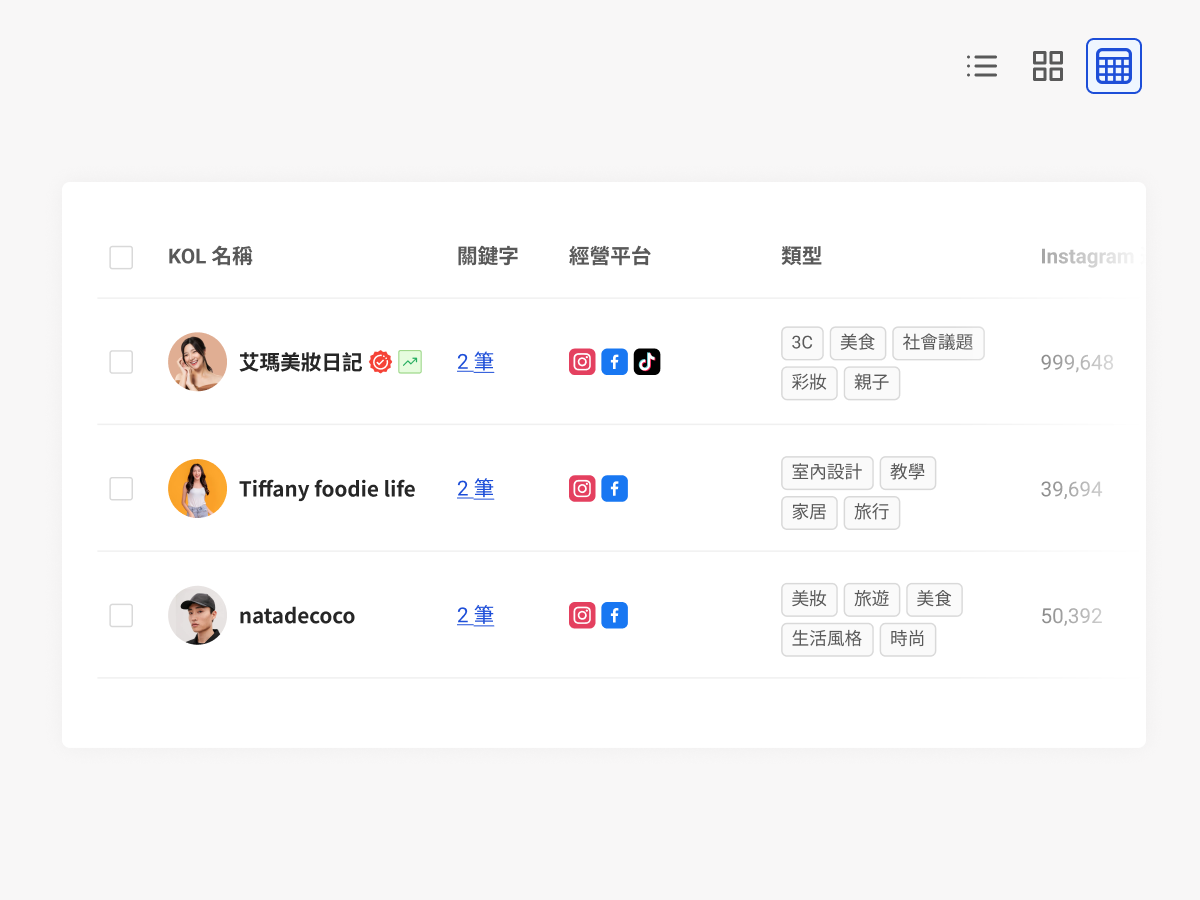 KOL 名稱 關鍵字 經營平台 類型 Instagram
艾瑪美妝日記 2 筆 3C 美食 社會議題 999,648
彩妝 親子
Tiffany foodie life 2 筆 室內設計 教學 39,694
家居 旅行
natadecoco 2 筆 美妝 旅遊 美食 50,392
生活風格 時尚